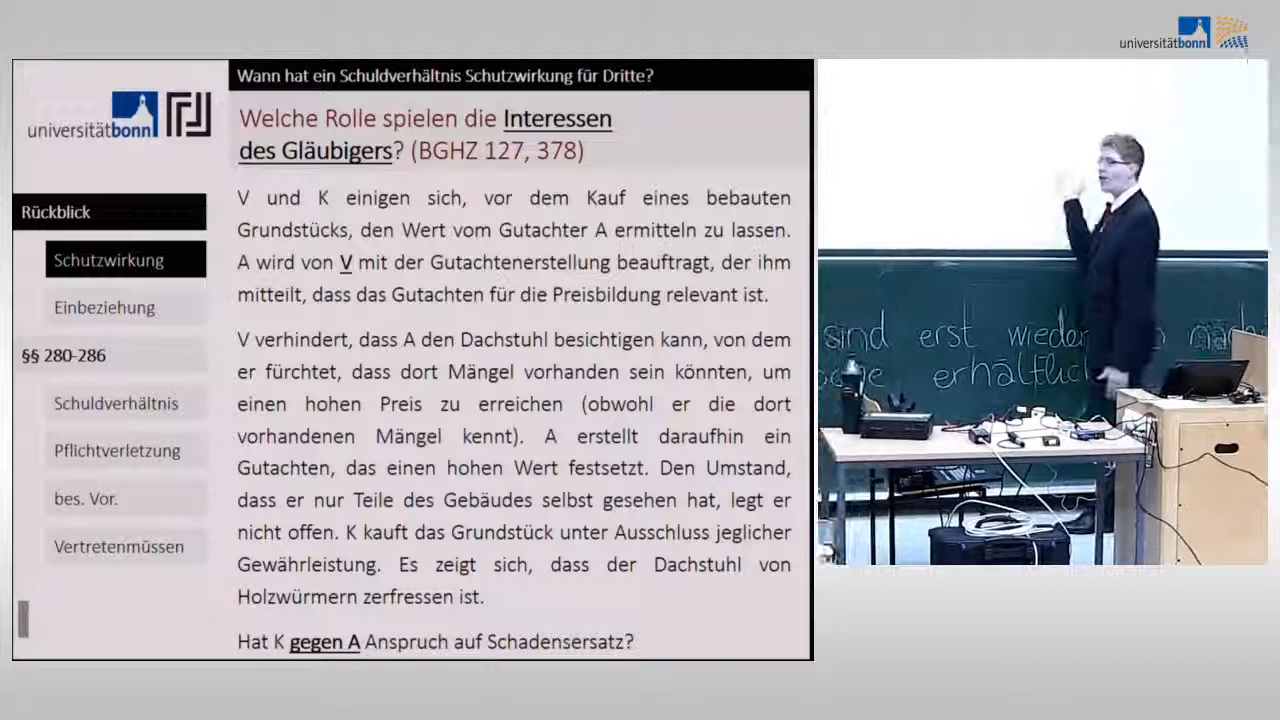 universitätbonn
universitätbonn
Wann hat ein Schuldverhältnis Schutzwirkung für Dritte?
Welche Rolle spielen die Interessen
des Gläubigers? (BGHZ 127, 378)
V und K einigen sich, vor dem Kauf eines bebauten
Grundstücks, den Wert vom Gutachter A ermitteln zu lassen.
A wird von V mit der Gutachtenerstellung beauftragt, der ihm
mitteilt, dass das Gutachten für die Preisbildung relevant ist.
V verhindert, dass A den Dachstuhl besichtigen kann, von dem
er fürchtet, dass dort Mängel vorhanden sein könnten, um
einen hohen Preis zu erreichen (obwohl er die dort
vorhandenen Mängel kennt). A erstellt daraufhin ein
Gutachten, das einen hohen Wert festsetzt. Den Umstand,
dass er nur Teile des Gebäudes selbst gesehen hat, legt er
nicht offen. K kauft das Grundstück unter Ausschluss jeglicher
Gewährleistung. Es zeigt sich, dass der Dachstuhl von
Holzwürmern zerfressen ist.
Hat K gegen A Anspruch auf Schadensersatz?
Rückblick
Schutzwirkung
Einbeziehung
§§ 280-286
Schuldverhältnis
Pflichtverletzung
bes. Vor.
Vertretenmüssen
sind erst wieder
erhältlich